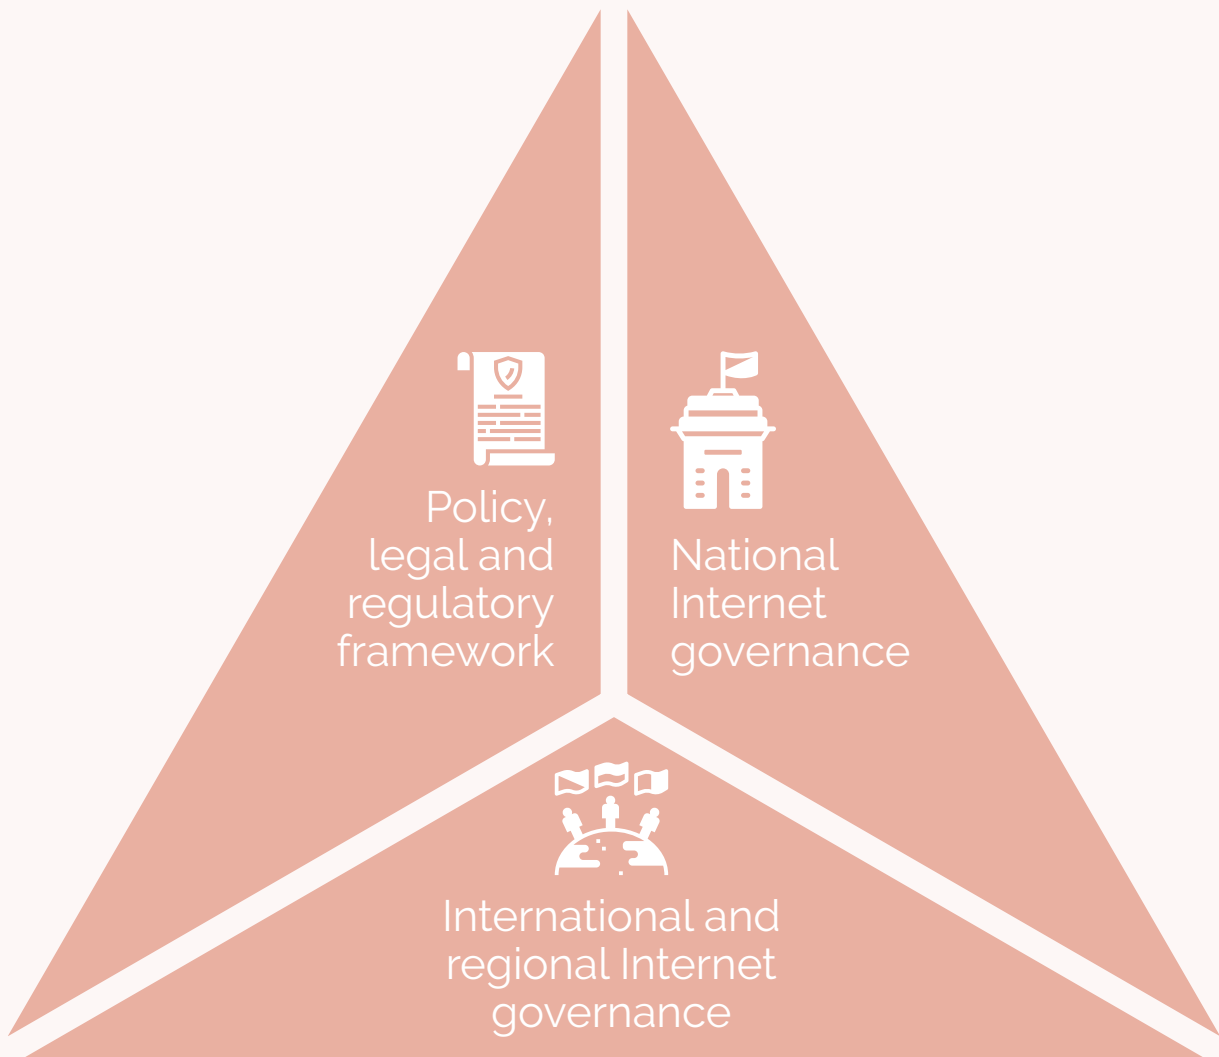 Policy,
legal and
regulatory
framework
National
Internet
governance
International and
regional Internet
governance